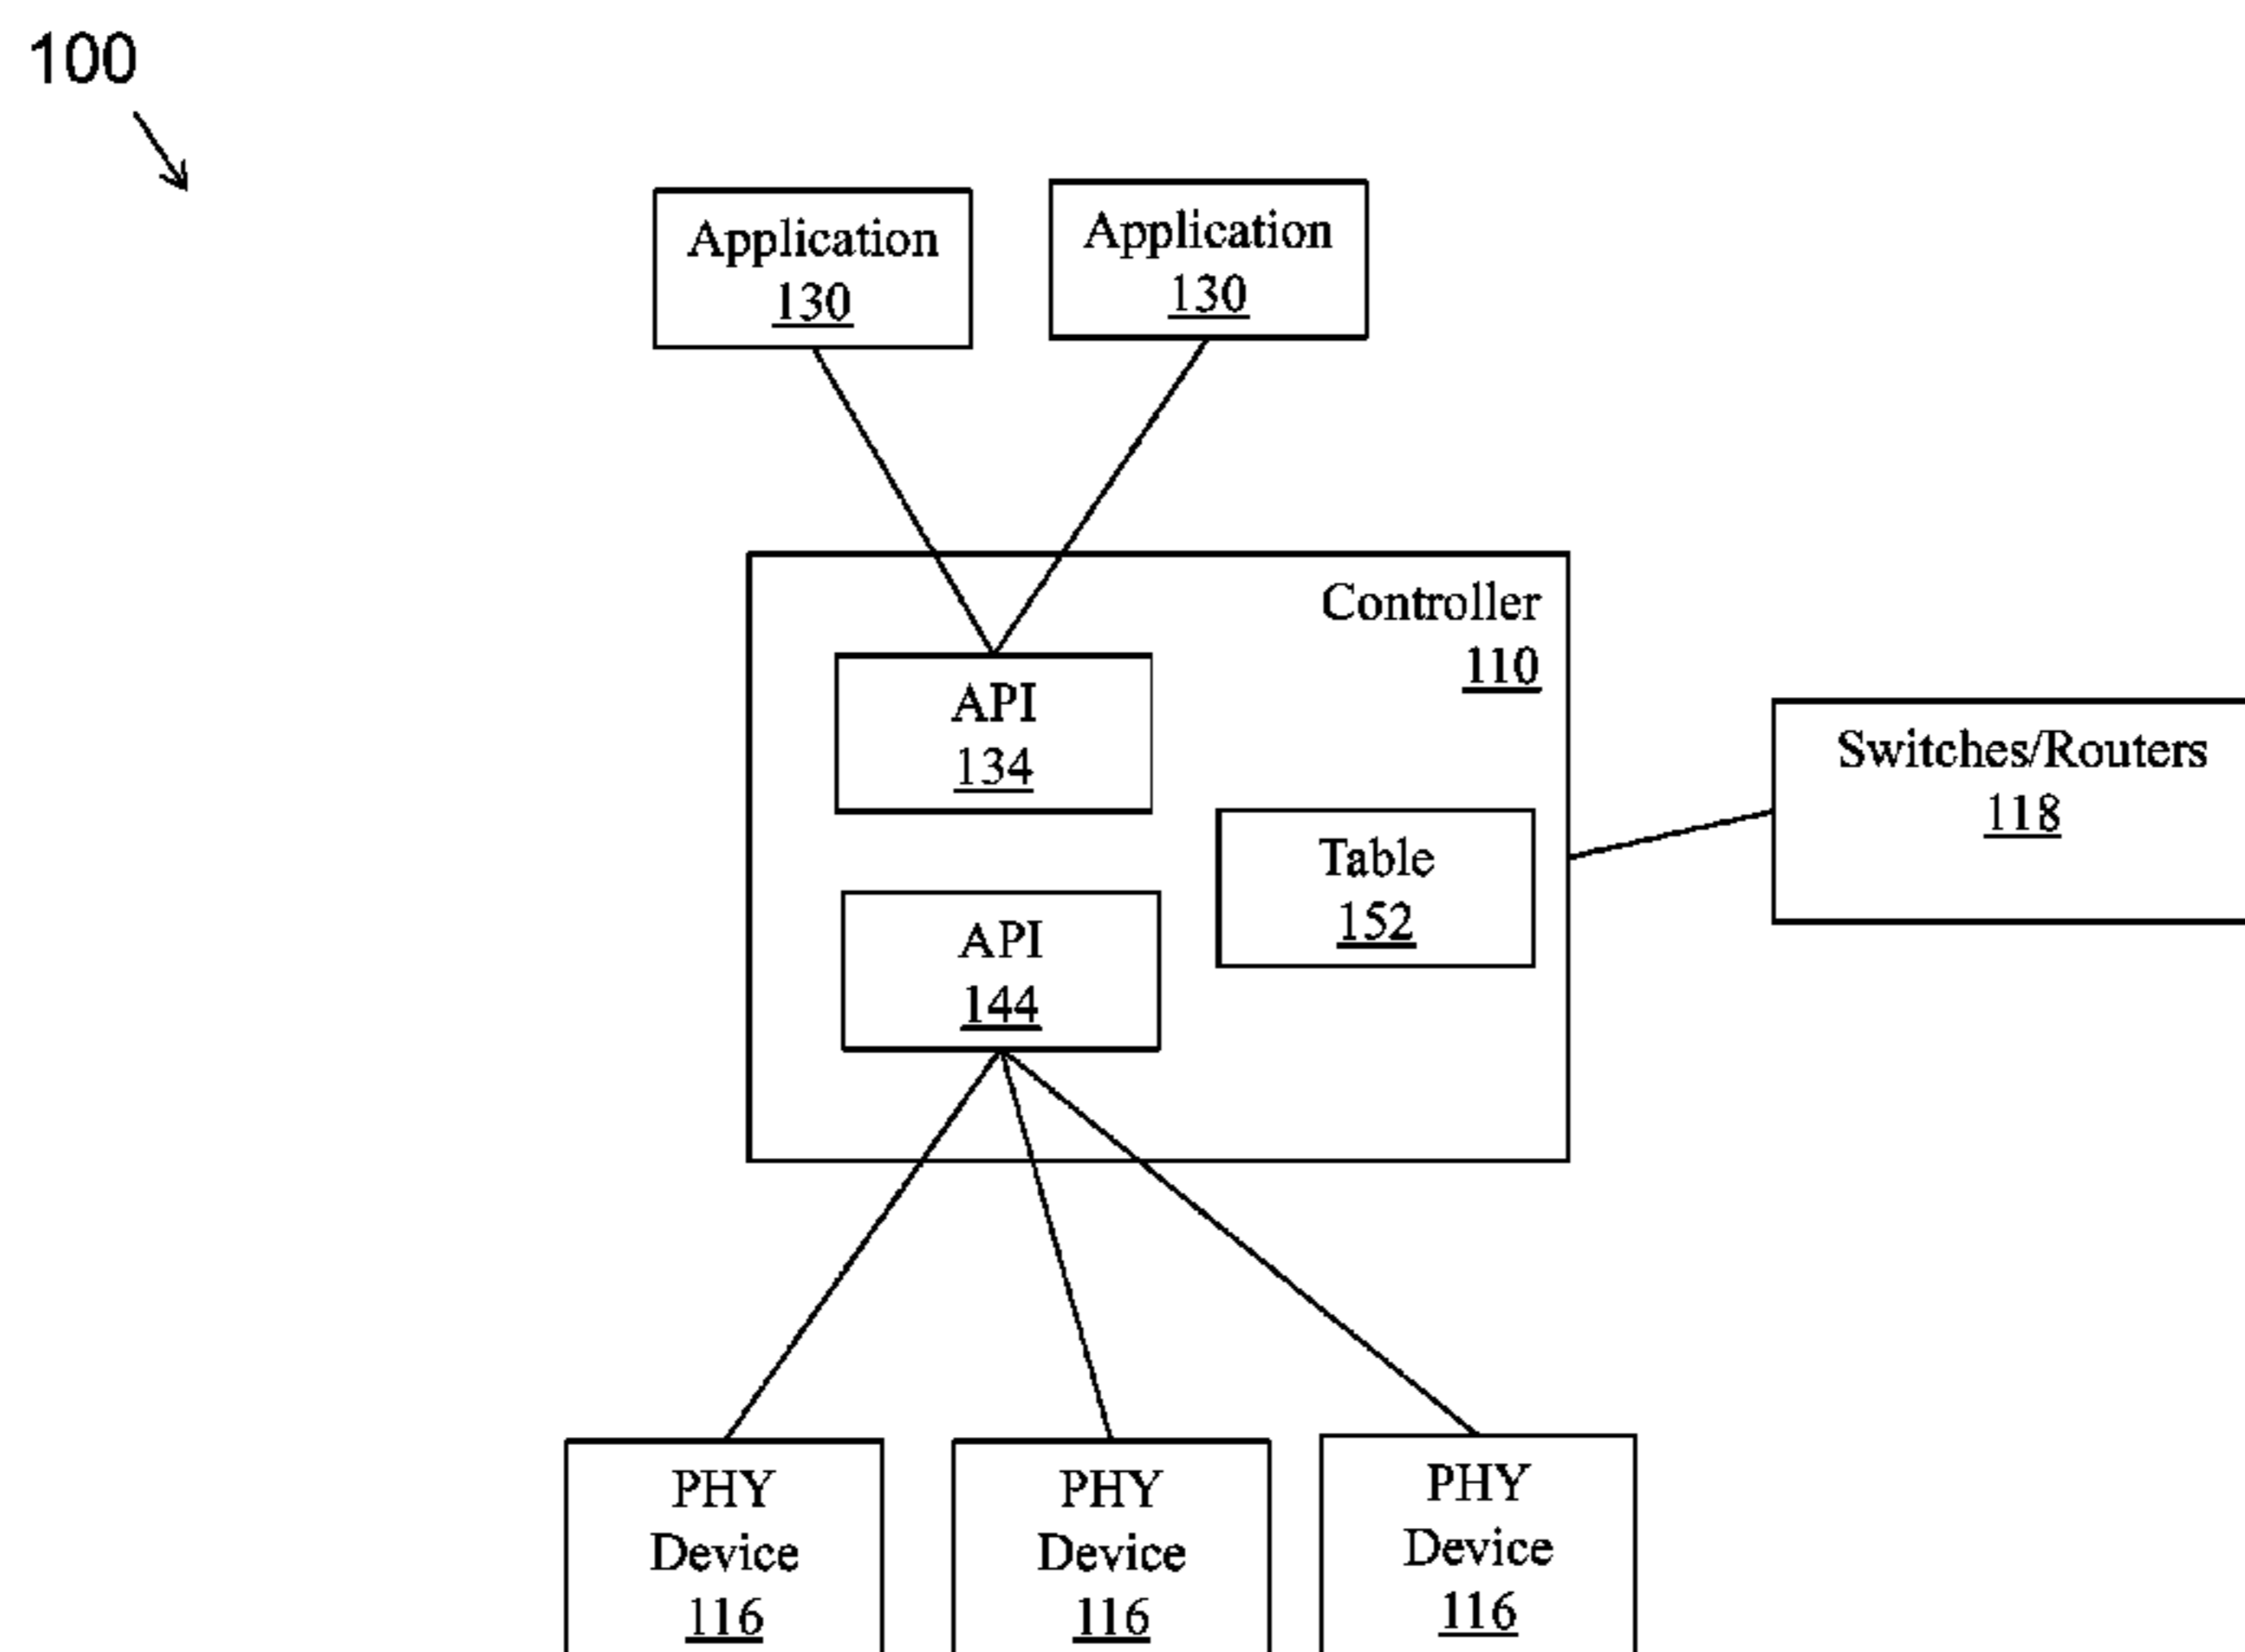 100
Application
130
Application
130
Controller
110
API
134
Switches/Routers
118
Table
152
API
144
PHY
Device
116
PHY
Device
116
PHY
Device
116